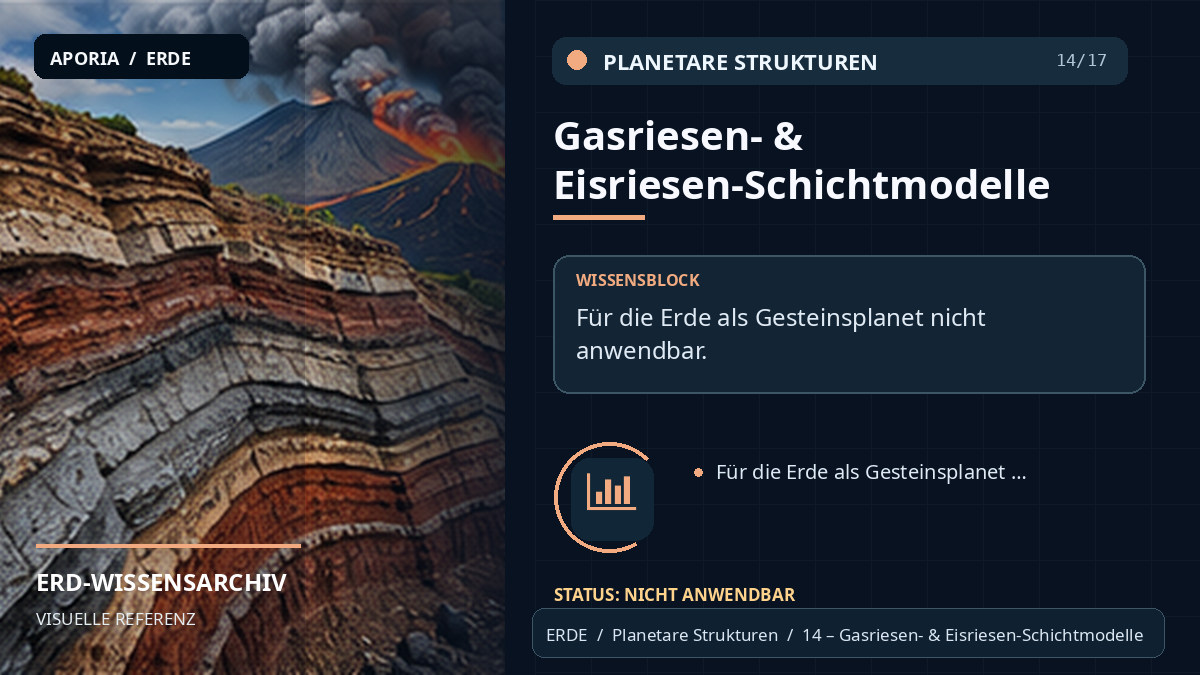 APORIA / ERDE
ERD-WISSENSARCHIV
VISUELLE REFERENZ
PLANETARE STRUKTUREN
14/17
Gasriesen- &
Eisriesen-Schichtmodelle
WISSENSBLOCK
Für die Erde als Gesteinsplanet nicht
anwendbar.
Für die Erde als Gesteinsplanet ...
STATUS: NICHT ANWENDBAR
ERDE / Planetare Strukturen / 14 – Gasriesen- & Eisriesen-Schichtmodelle